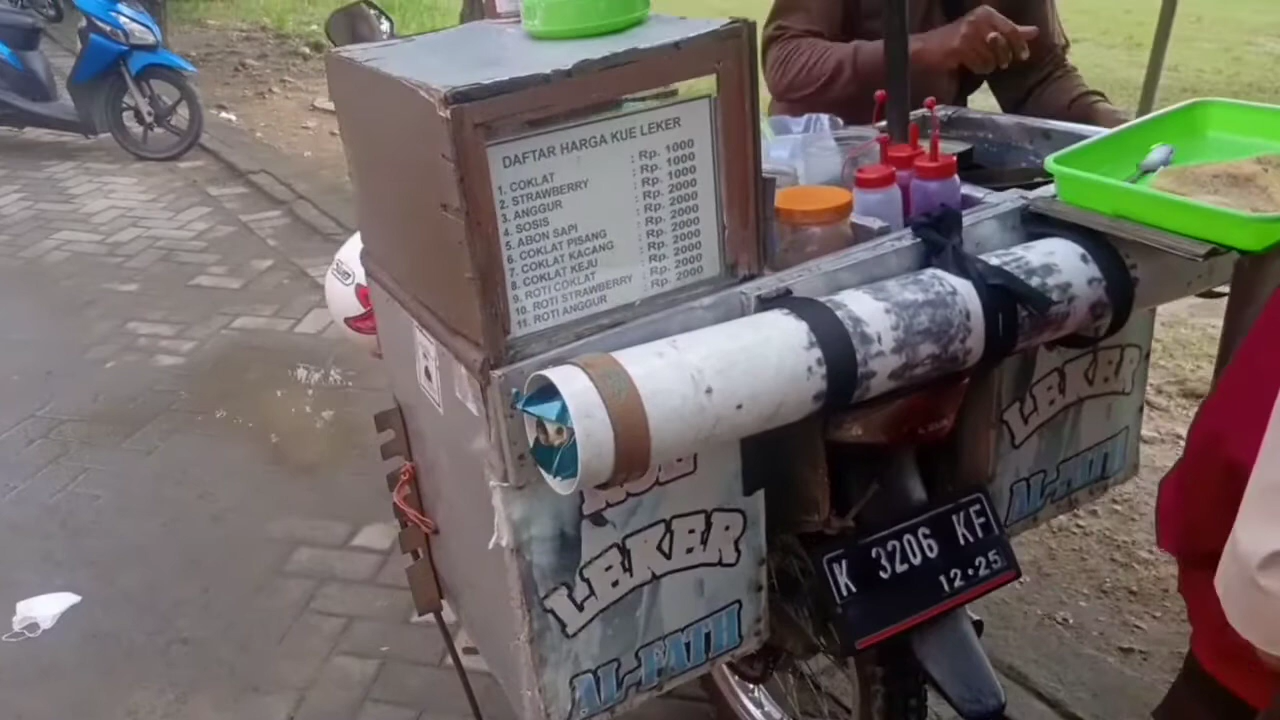 DAFTAR HARGA KUE LEKER
1. COKLAT : Rp. 1000
2. STRAWBERRY : Rp. 1000
3. ANGGUR : Rp. 1000
4. SOSIS : Rp. 2000
5. ABON SAPI : Rp. 2000
6. COKLAT PISANG : Rp. 2000
7. COKLAT KACANG : Rp. 2000
8. COKLAT KEJU : Rp. 2000
9. ROTI COKLAT : Rp. 2000
10. ROTI STRAWBERRY : Rp. 2000
11. ROTI ANGGUR : Rp. 2000
KUE
LEKER
AL-FATH
LEKER
AL-FATH
K 3206 KF
12·25